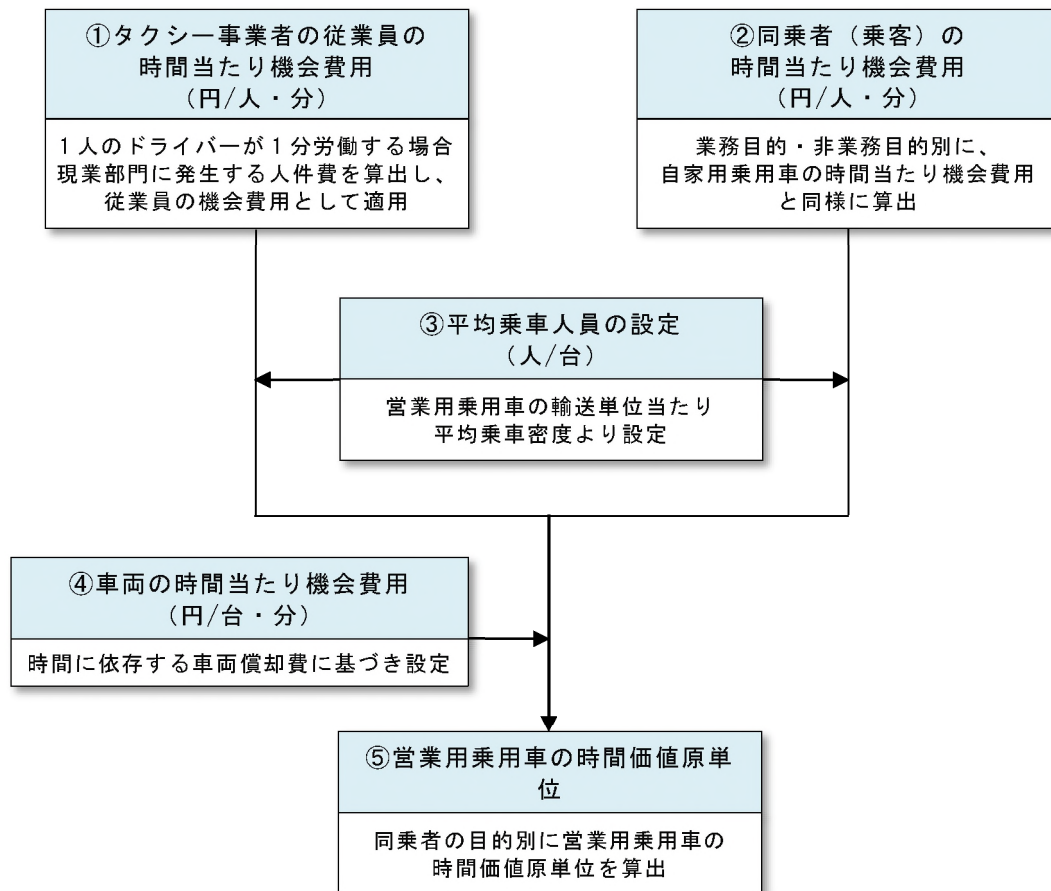 ①タクシー事業者の従業員の
時間当たり機会費用
（円/人・分）
１人のドライバーが１分労働する場合
現業部門に発生する人件費を算出し、
従業員の機会費用として適用
②同乗者（乗客）の
時間当たり機会費用
（円/人・分）
業務目的・非業務目的別に、
自家用乗用車の時間当たり機会費用
と同様に算出
③平均乗車人員の設定
（人/台）
営業用乗用車の輸送単位当たり
平均乗車密度より設定
④車両の時間当たり機会費用
（円/台・分）
時間に依存する車両償却費に基づき設定
⑤営業用乗用車の時間価値原単
位
同乗者の目的別に営業用乗用車の
時間価値原単位を算出